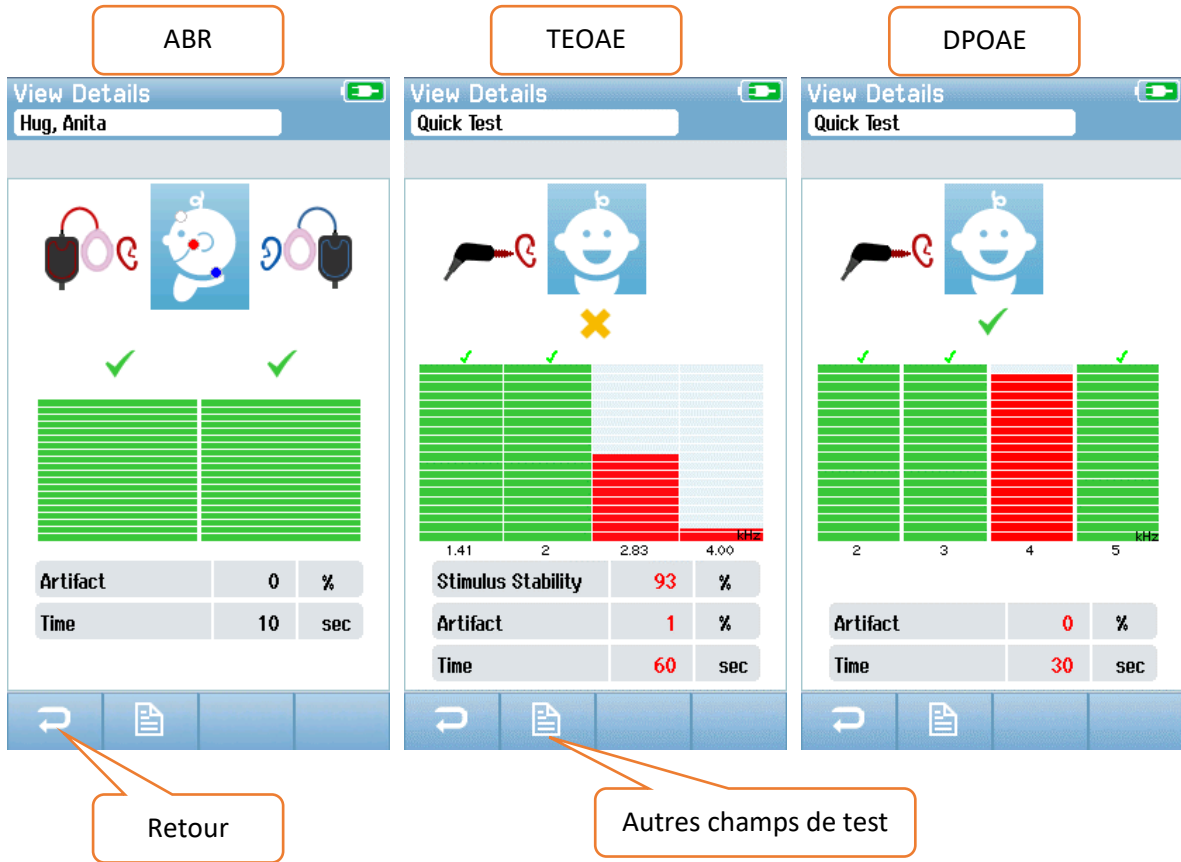 ABR
TEOAE
DPOAE
View Details
Hug, Anita
Artifact 0 %
Time 10 sec
View Details
Quick Test
kHz
1.41 2 2.83 4.00
Stimulus Stability 93 %
Artifact 1 %
Time 60 sec
View Details
Quick Test
kHz
2 3 4 5
Artifact 0 %
Time 30 sec
Retour
Autres champs de test